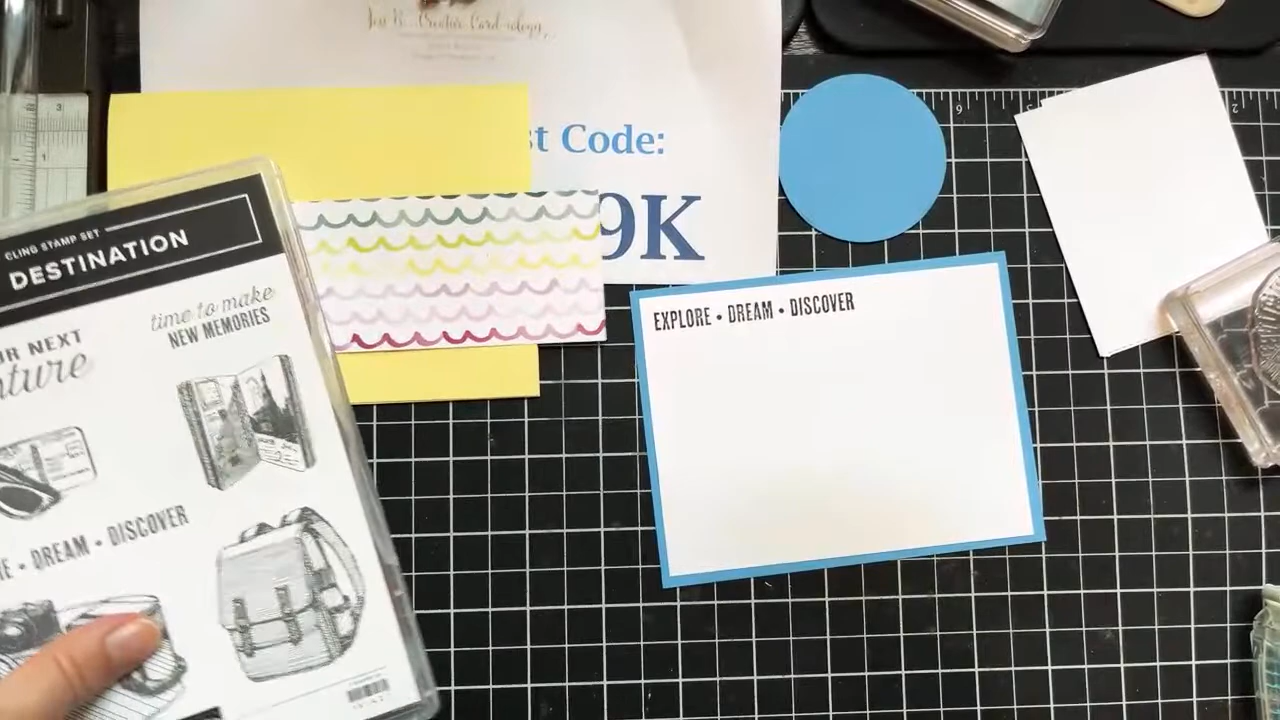 st Code:
9K
CLING STAMP SET
DESTINATION
time to make
NEW MEMORIES
R NEXT
nture
DREAM • DISCOVER
EXPLORE • DREAM • DISCOVER